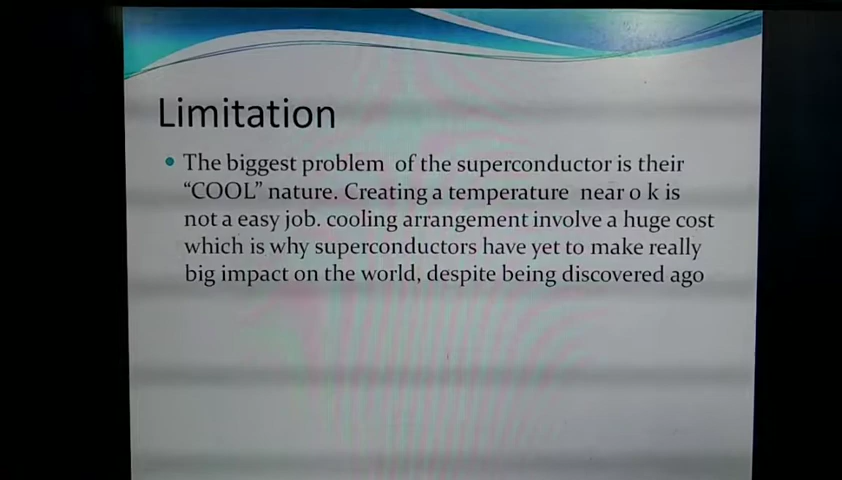 Limitation
The biggest problem of the superconductor is their
“COOL” nature. Creating a temperature near o k is
not a easy job. cooling arrangement involve a huge cost
which is why superconductors have yet to make really
big impact on the world, despite being discovered ago